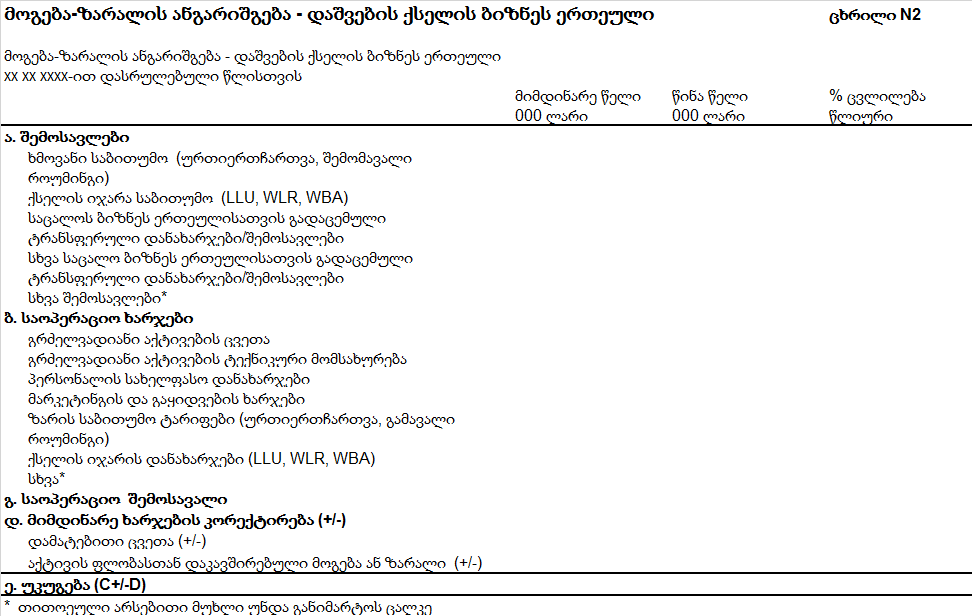 მოგება-ზარალის ანგარიშგება - დაშვების ქსელის ბიზნეს ერთეული ცხრილი N2
მოგება-ზარალის ანგარიშგება - დაშვების ქსელის ბიზნეს ერთეული
xx xx xxxx-ით დასრულებული წლისთვის
მიმდინარე წელი წინა წელი % ცვლილება
000 ლარი 000 ლარი წლიური
ა. შემოსავლები
ხმოვანი საბითუმო (ურთიერთჩართვა, შემომავალი
როუმინგი)
ქსელის იჯარა საბითუმო (LLU, WLR, WBA)
საცალოს ბიზნეს ერთეულისათვის გადაცემული
ტრანსფერული დანახარჯები/შემოსავლები
სხვა საცალო ბიზნეს ერთეულისათვის გადაცემული
ტრანსფერული დანახარჯები/შემოსავლები
სხვა შემოსავლები*
ბ. საოპერაციო ხარჯები
გრძელვადიანი აქტივების ცვეთა
გრძელვადიანი აქტივების ტექნიკური მომსახურება
პერსონალის სახელფასო დანახარჯები
მარკეტინგის და გაყიდვების ხარჯები
ზარის საბითუმო ტარიფები (ურთიერთჩართვა, გამავალი
როუმინგი)
ქსელის იჯარის დანახარჯები (LLU, WLR, WBA)
სხვა*
გ. საოპერაციო შემოსავალი
დ. მიმდინარე ხარჯების კორექტირება (+/-)
დამატებითი ცვეთა (+/-)
აქტივის ფლობასთან დაკავშირებული მოგება ან ზარალი (+/-)
ე. უკუგება (C+/-D)
* თითოეული არსებითი მუხლი უნდა განიმარტოს ცალკე